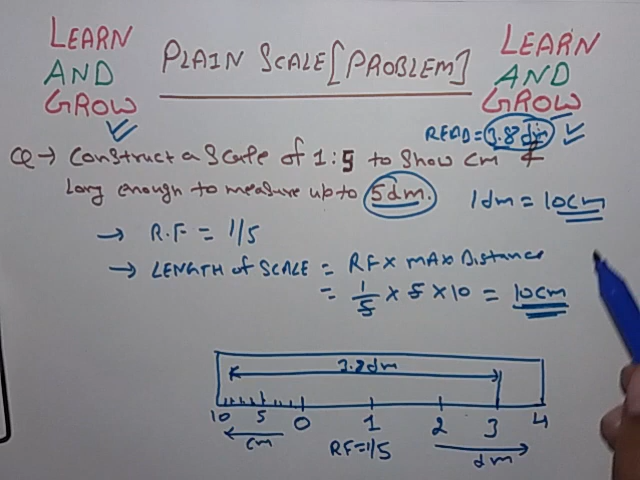 LEARN AND GROW
PLAIN SCALE [PROBLEM]
LEARN AND GROW
READ = 3.8 dm
Q → Construct a Scale of 1:5 to show cm &
long enough to measure up to 5dm.
1dm = 10cm
→ R.F = 1/5
→ LENGTH of SCALE = RF × MAX Distance
= 1/5 × 5 × 10 = 10cm
3.8dm
10 5 0 1 2 3 4
cm RF=1/5 dm